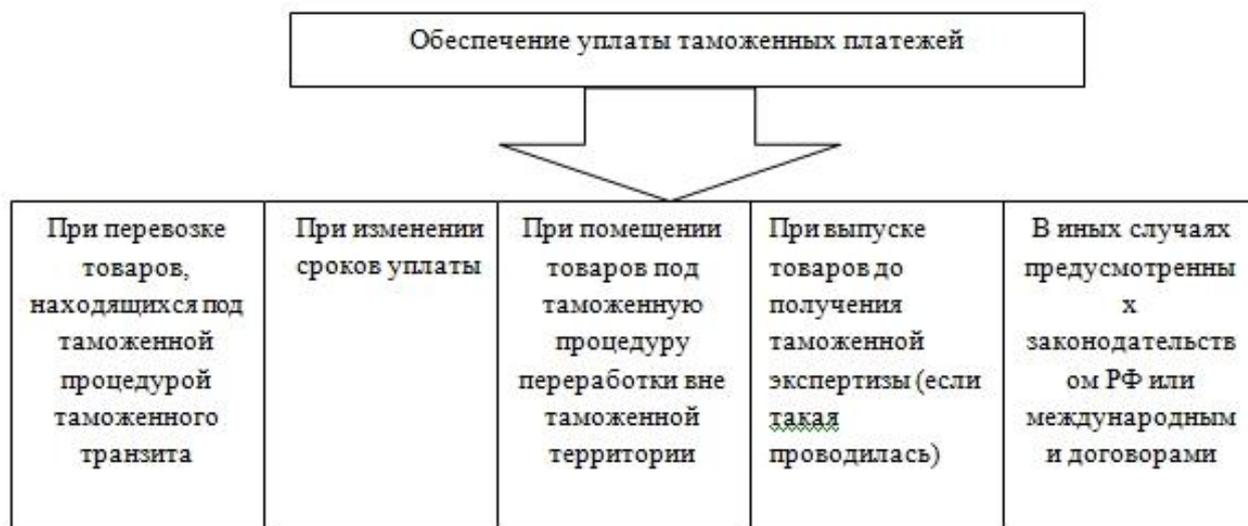 Обеспечение уплаты таможенных платежей
При перевозке
товаров,
находящихся под
таможенной
процедурой
таможенного
транзита
При изменении
сроков уплаты
При помещении
товаров под
таможенную
процедуру
переработки вне
таможенной
территории
При выпуске
товаров до
получения
таможенной
экспертизы (если
такая
проводилась)
В иных случаях
предусмотренны
х
законодательств
ом РФ или
международным
и договорами